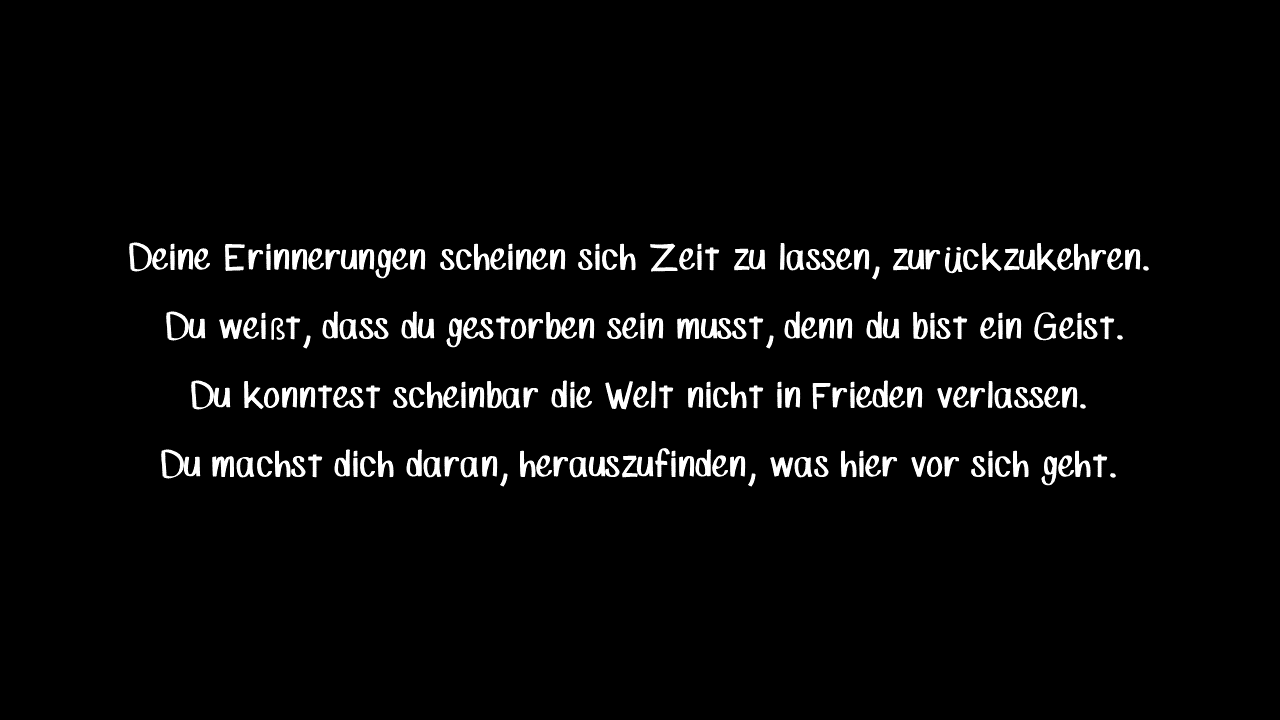 Deine Erinnerungen scheinen sich Zeit zu lassen, zurückzukehren.
Du weißt, dass du gestorben sein musst, denn du bist ein Geist.
Du konntest scheinbar die Welt nicht in Frieden verlassen.
Du machst dich daran, herauszufinden, was hier vor sich geht.